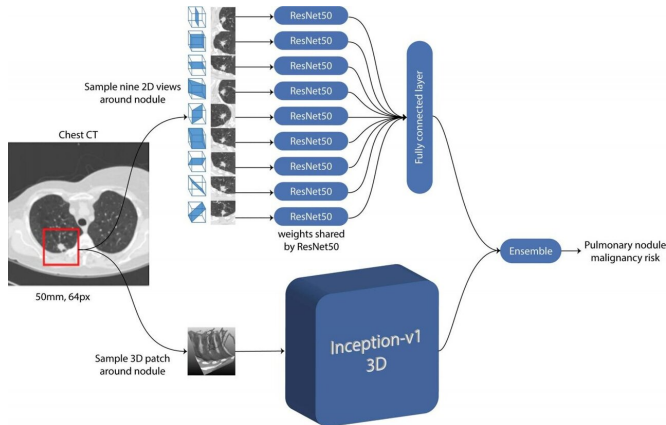 ResNet50
ResNet50
ResNet50
ResNet50
ResNet50
ResNet50
ResNet50
ResNet50
ResNet50
Sample nine 2D views
around nodule
Fully connected layer
Chest CT
weights shared
by ResNet50
50mm, 64px
Ensemble
Pulmonary nodule
malignancy risk
Sample 3D patch
around nodule
Inception-v1
3D